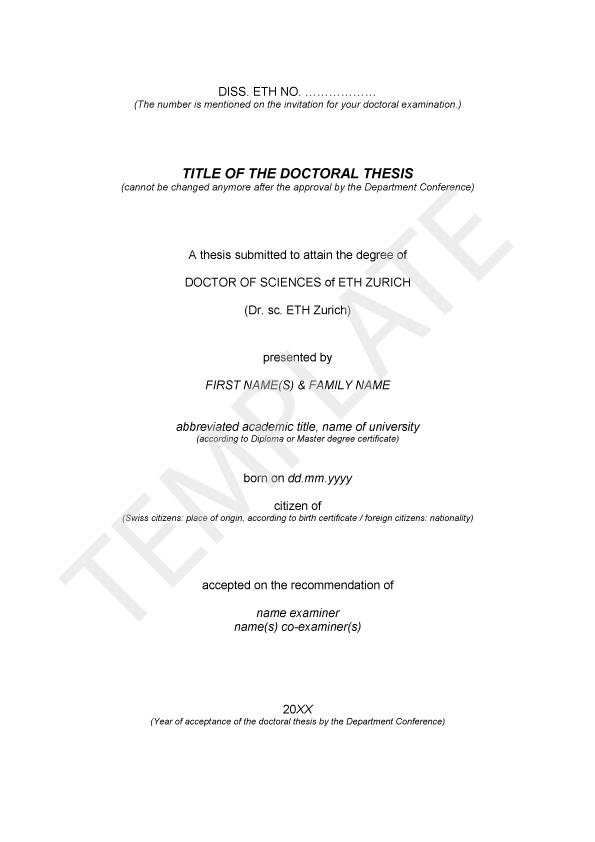 DISS. ETH NO. ………………
(The number is mentioned on the invitation for your doctoral examination.)
TITLE OF THE DOCTORAL THESIS
(cannot be changed anymore after the approval by the Department Conference)
A thesis submitted to attain the degree of
DOCTOR OF SCIENCES of ETH ZURICH
(Dr. sc. ETH Zurich)
presented by
FIRST NAME(S) & FAMILY NAME
abbreviated academic title, name of university
(according to Diploma or Master degree certificate)
born on dd.mm.yyyy
citizen of
(Swiss citizens: place of origin, according to birth certificate / foreign citizens: nationality)
accepted on the recommendation of
name examiner
name(s) co-examiner(s)
20XX
(Year of acceptance of the doctoral thesis by the Department Conference)
TEMPLATE